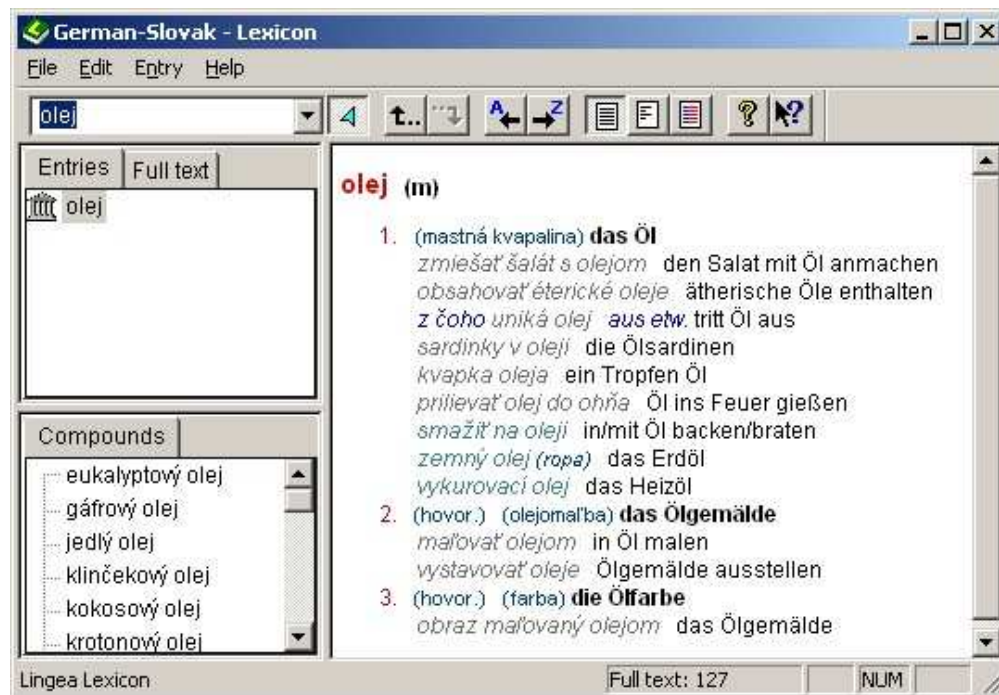 German-Slovak - Lexicon
File Edit Entry Help
olej
Entries Full text
olej
Compounds
eukalyptový olej
gáfrový olej
jedlý olej
klinčekový olej
kokosový olej
krotonový olej
olej (m)
1. (mastná kvapalina) das Öl
zmiešať šalát s olejom den Salat mit Öl anmachen
obsahovať éterické oleje ätherische Öle enthalten
z čoho uniká olej aus etw. tritt Öl aus
sardinky v oleji die Ölsardinen
kvapka oleja ein Tropfen Öl
prilievať olej do ohňa Öl ins Feuer gießen
smažiť na oleji in/mit Öl backen/braten
zemný olej (ropa) das Erdöl
vykurovací olej das Heizöl
2. (hovor.) (olejomaľba) das Ölgemälde
maľovať olejom in Öl malen
vystavovať oleje Ölgemälde ausstellen
3. (hovor.) (farba) die Ölfarbe
obraz maľovaný olejom das Ölgemälde
Lingea Lexicon Full text: 127 NUM